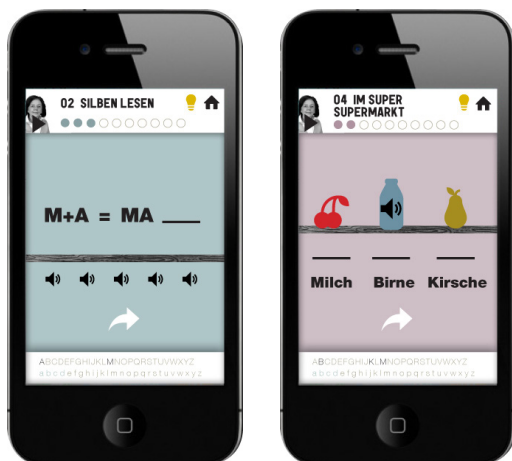 02 SILBEN LESEN
M+A = MA ___
ABCDEFGHIJKLMNOPQRSTUVWXYZ
abcdefghijklmnopqrstuvwxyz
04 IM SUPER
SUPERMARKT
Milch Birne Kirsche
ABCDEFGHIJKLMNOPQRSTUVWXYZ
abcdefghijklmnopqrstuvwxyz